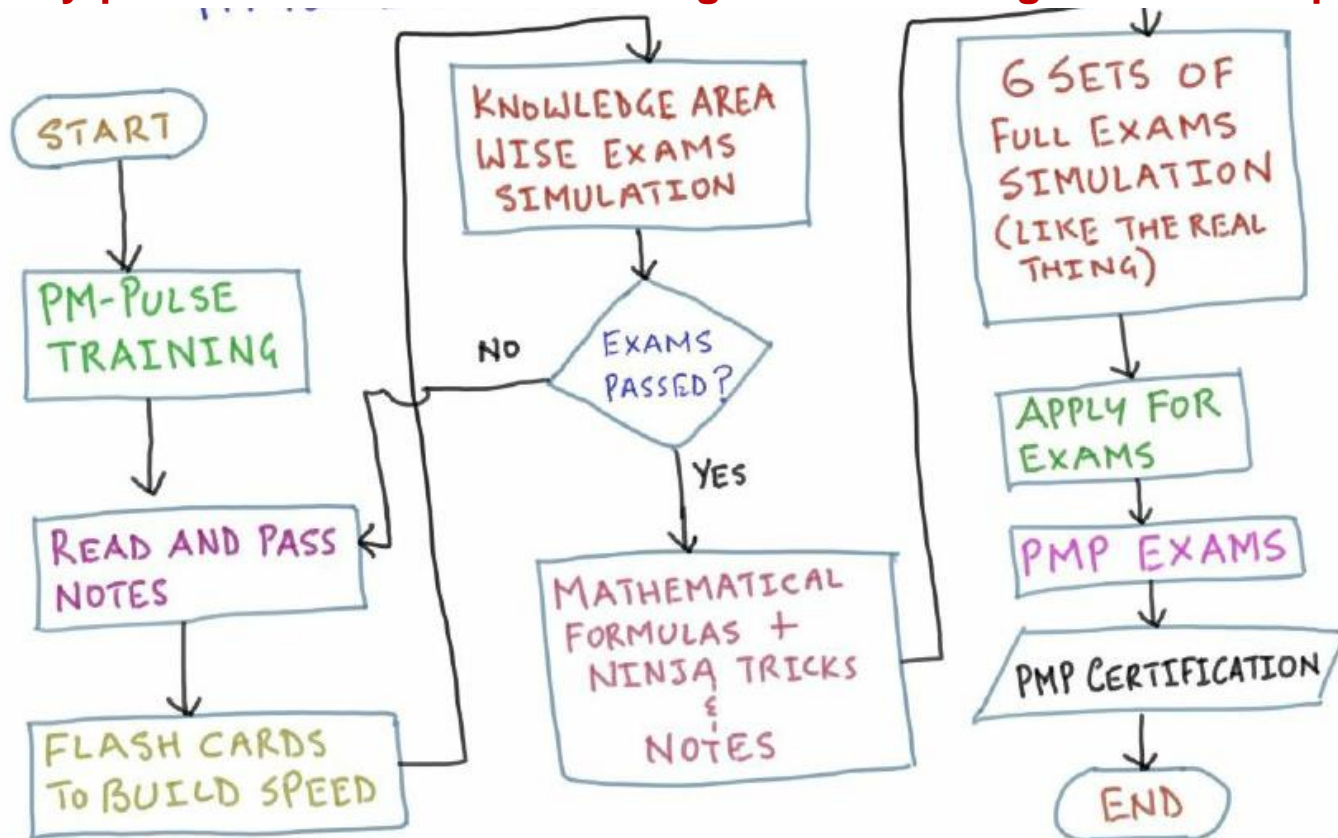 START
PM-PULSE
TRAINING
READ AND PASS
NOTES
FLASH CARDS
TO BUILD SPEED
KNOWLEDGE AREA
WISE EXAMS
SIMULATION
EXAMS
PASSED?
NO
YES
MATHEMATICAL
FORMULAS +
NINJA TRICKS
&
NOTES
6 SETS OF
FULL EXAMS
SIMULATION
(LIKE THE REAL
THING)
APPLY FOR
EXAMS
PMP EXAMS
PMP CERTIFICATION
END